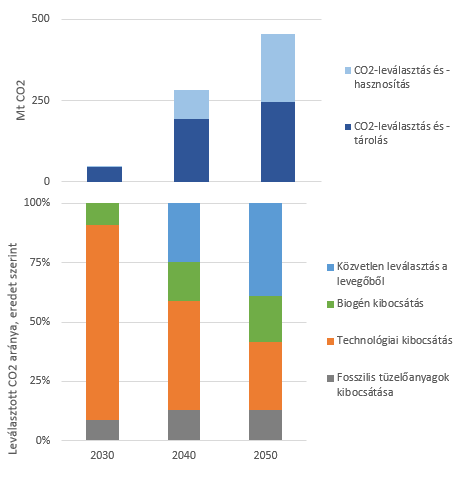 500
250
0
Mt CO2
CO2-leválasztás és -
hasznosítás
CO2-leválasztás és -
tárolás
100%
75%
50%
25%
0%
Leválasztott CO2 aránya, eredet szerint
2030
2040
2050
Közvetlen leválasztás a
levegőből
Biogén kibocsátás
Technológiai kibocsátás
Fosszilis tüzelőanyagok
kibocsátása